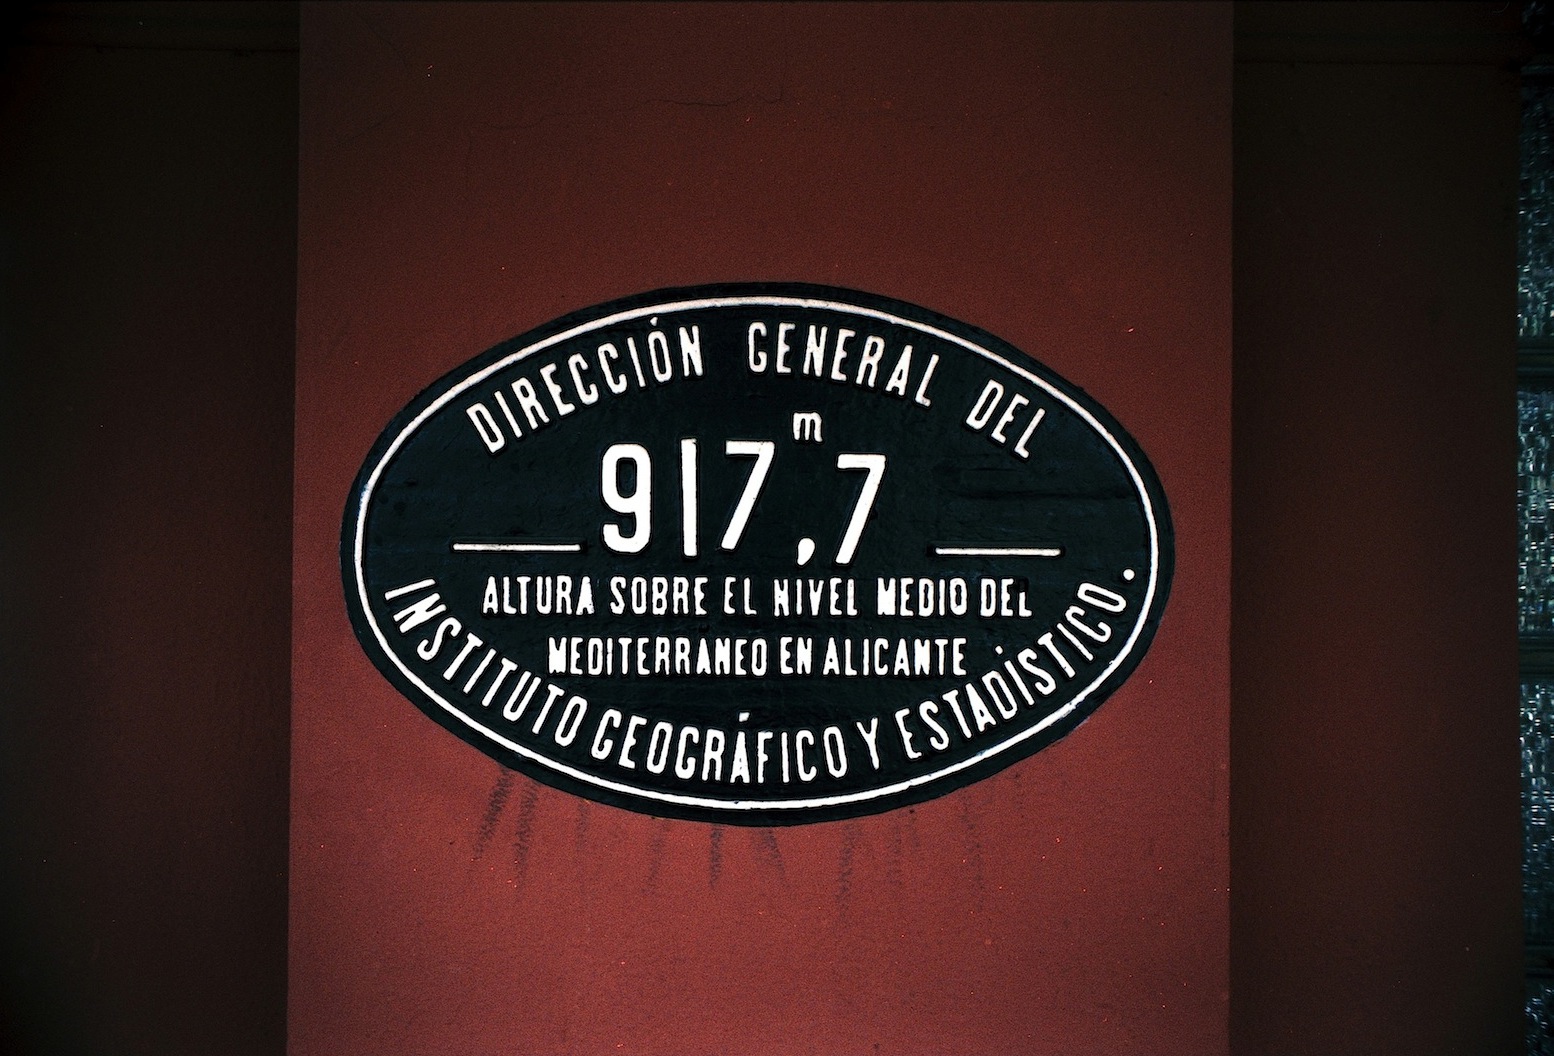 DIRECCIÓN GENERAL DEL
917,7 m
ALTURA SOBRE EL NIVEL MEDIO DEL
MEDITERRANEO EN ALICANTE
INSTITUTO GEOGRÁFICO Y ESTADÍSTICO.